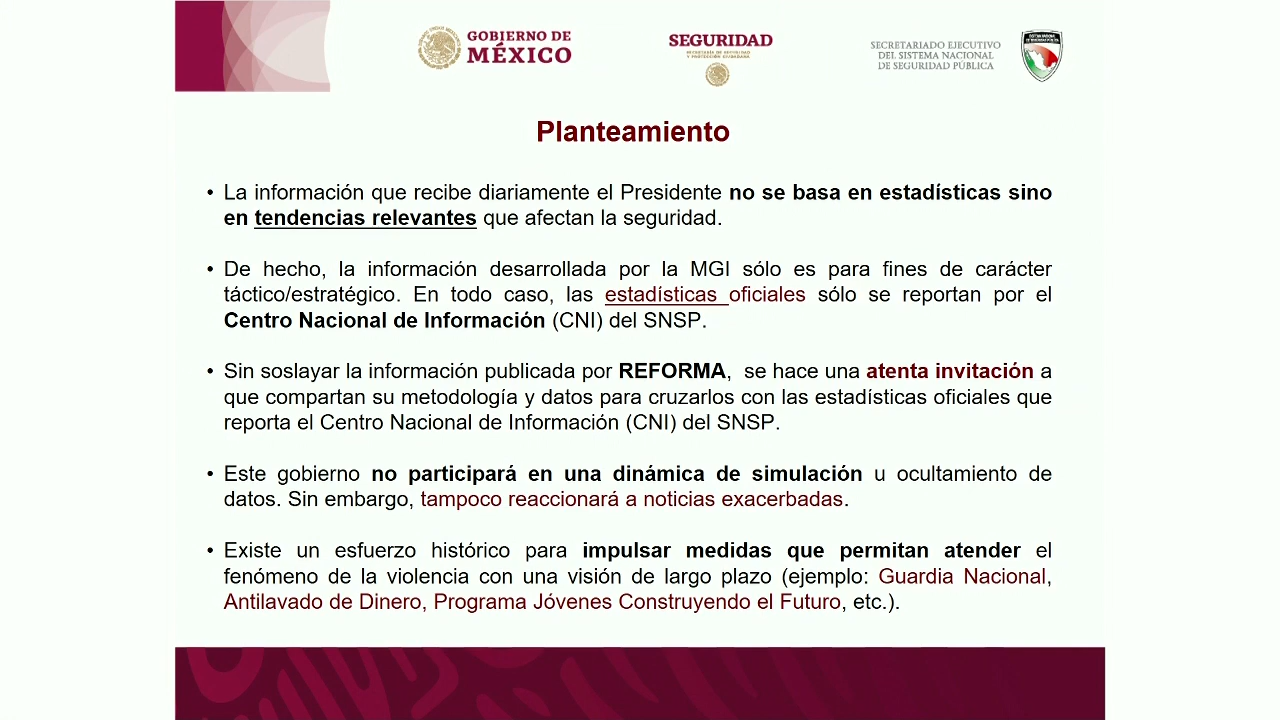 GOBIERNO DE
MÉXICO
SEGURIDAD
SECRETARÍA DE SEGURIDAD
Y PROTECCIÓN CIUDADANA
SECRETARIADO EJECUTIVO
DEL SISTEMA NACIONAL
DE SEGURIDAD PÚBLICA
Planteamiento
• La información que recibe diariamente el Presidente no se basa en estadísticas sino
en tendencias relevantes que afectan la seguridad.
• De hecho, la información desarrollada por la MGI sólo es para fines de carácter
táctico/estratégico. En todo caso, las estadísticas oficiales sólo se reportan por el
Centro Nacional de Información (CNI) del SNSP.
• Sin soslayar la información publicada por REFORMA, se hace una atenta invitación a
que compartan su metodología y datos para cruzarlos con las estadísticas oficiales que
reporta el Centro Nacional de Información (CNI) del SNSP.
• Este gobierno no participará en una dinámica de simulación u ocultamiento de
datos. Sin embargo, tampoco reaccionará a noticias exacerbadas.
• Existe un esfuerzo histórico para impulsar medidas que permitan atender el
fenómeno de la violencia con una visión de largo plazo (ejemplo: Guardia Nacional,
Antilavado de Dinero, Programa Jóvenes Construyendo el Futuro, etc.).